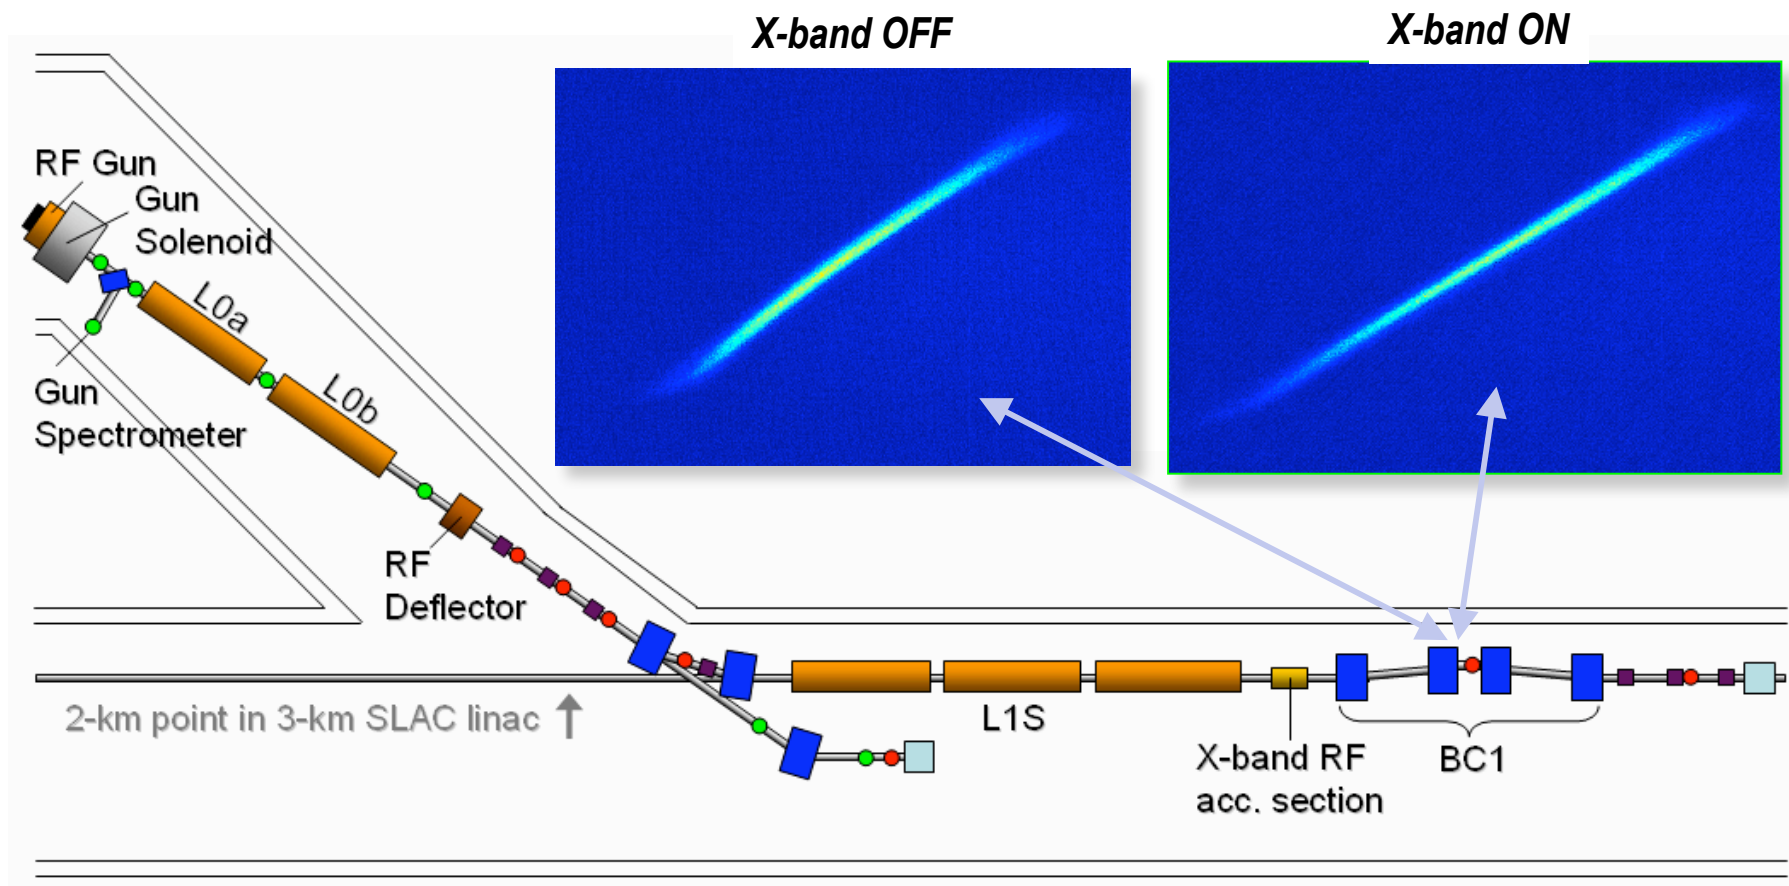 X-band OFF
X-band ON
RF Gun
Gun
Solenoid
L0a
L0b
Gun
Spectrometer
RF
Deflector
2-km point in 3-km SLAC linac
L1S
X-band RF
acc. section
BC1